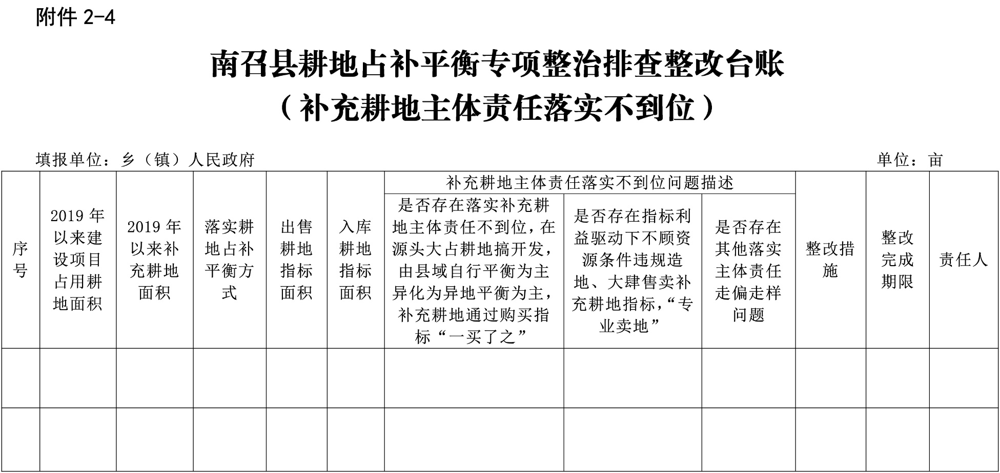 附件 2-4
南召县耕地占补平衡专项整治排查整改台账
（补充耕地主体责任落实不到位）
填报单位：乡（镇）人民政府
单位：亩
序
号
2019 年
以来建
设项目
占用耕
地面积
2019 年
以来补
充耕地
面积
落实耕
地占补
平衡方
式
出售
耕地
指标
面积
入库
耕地
指标
面积
补充耕地主体责任落实不到位问题描述
是否存在落实补充耕
地主体责任不到位，在
源头大占耕地搞开发，
由县域自行平衡为主
异化为异地平衡为主，
补充耕地通过购买指
标“一买了之”
是否存在指标利
益驱动下不顾资
源条件违规造
地、大肆售卖补
充耕地指标，“专
业卖地”
是否存在
其他落实
主体责任
走偏走样
问题
整改措
施
整改
完成
期限
责任人